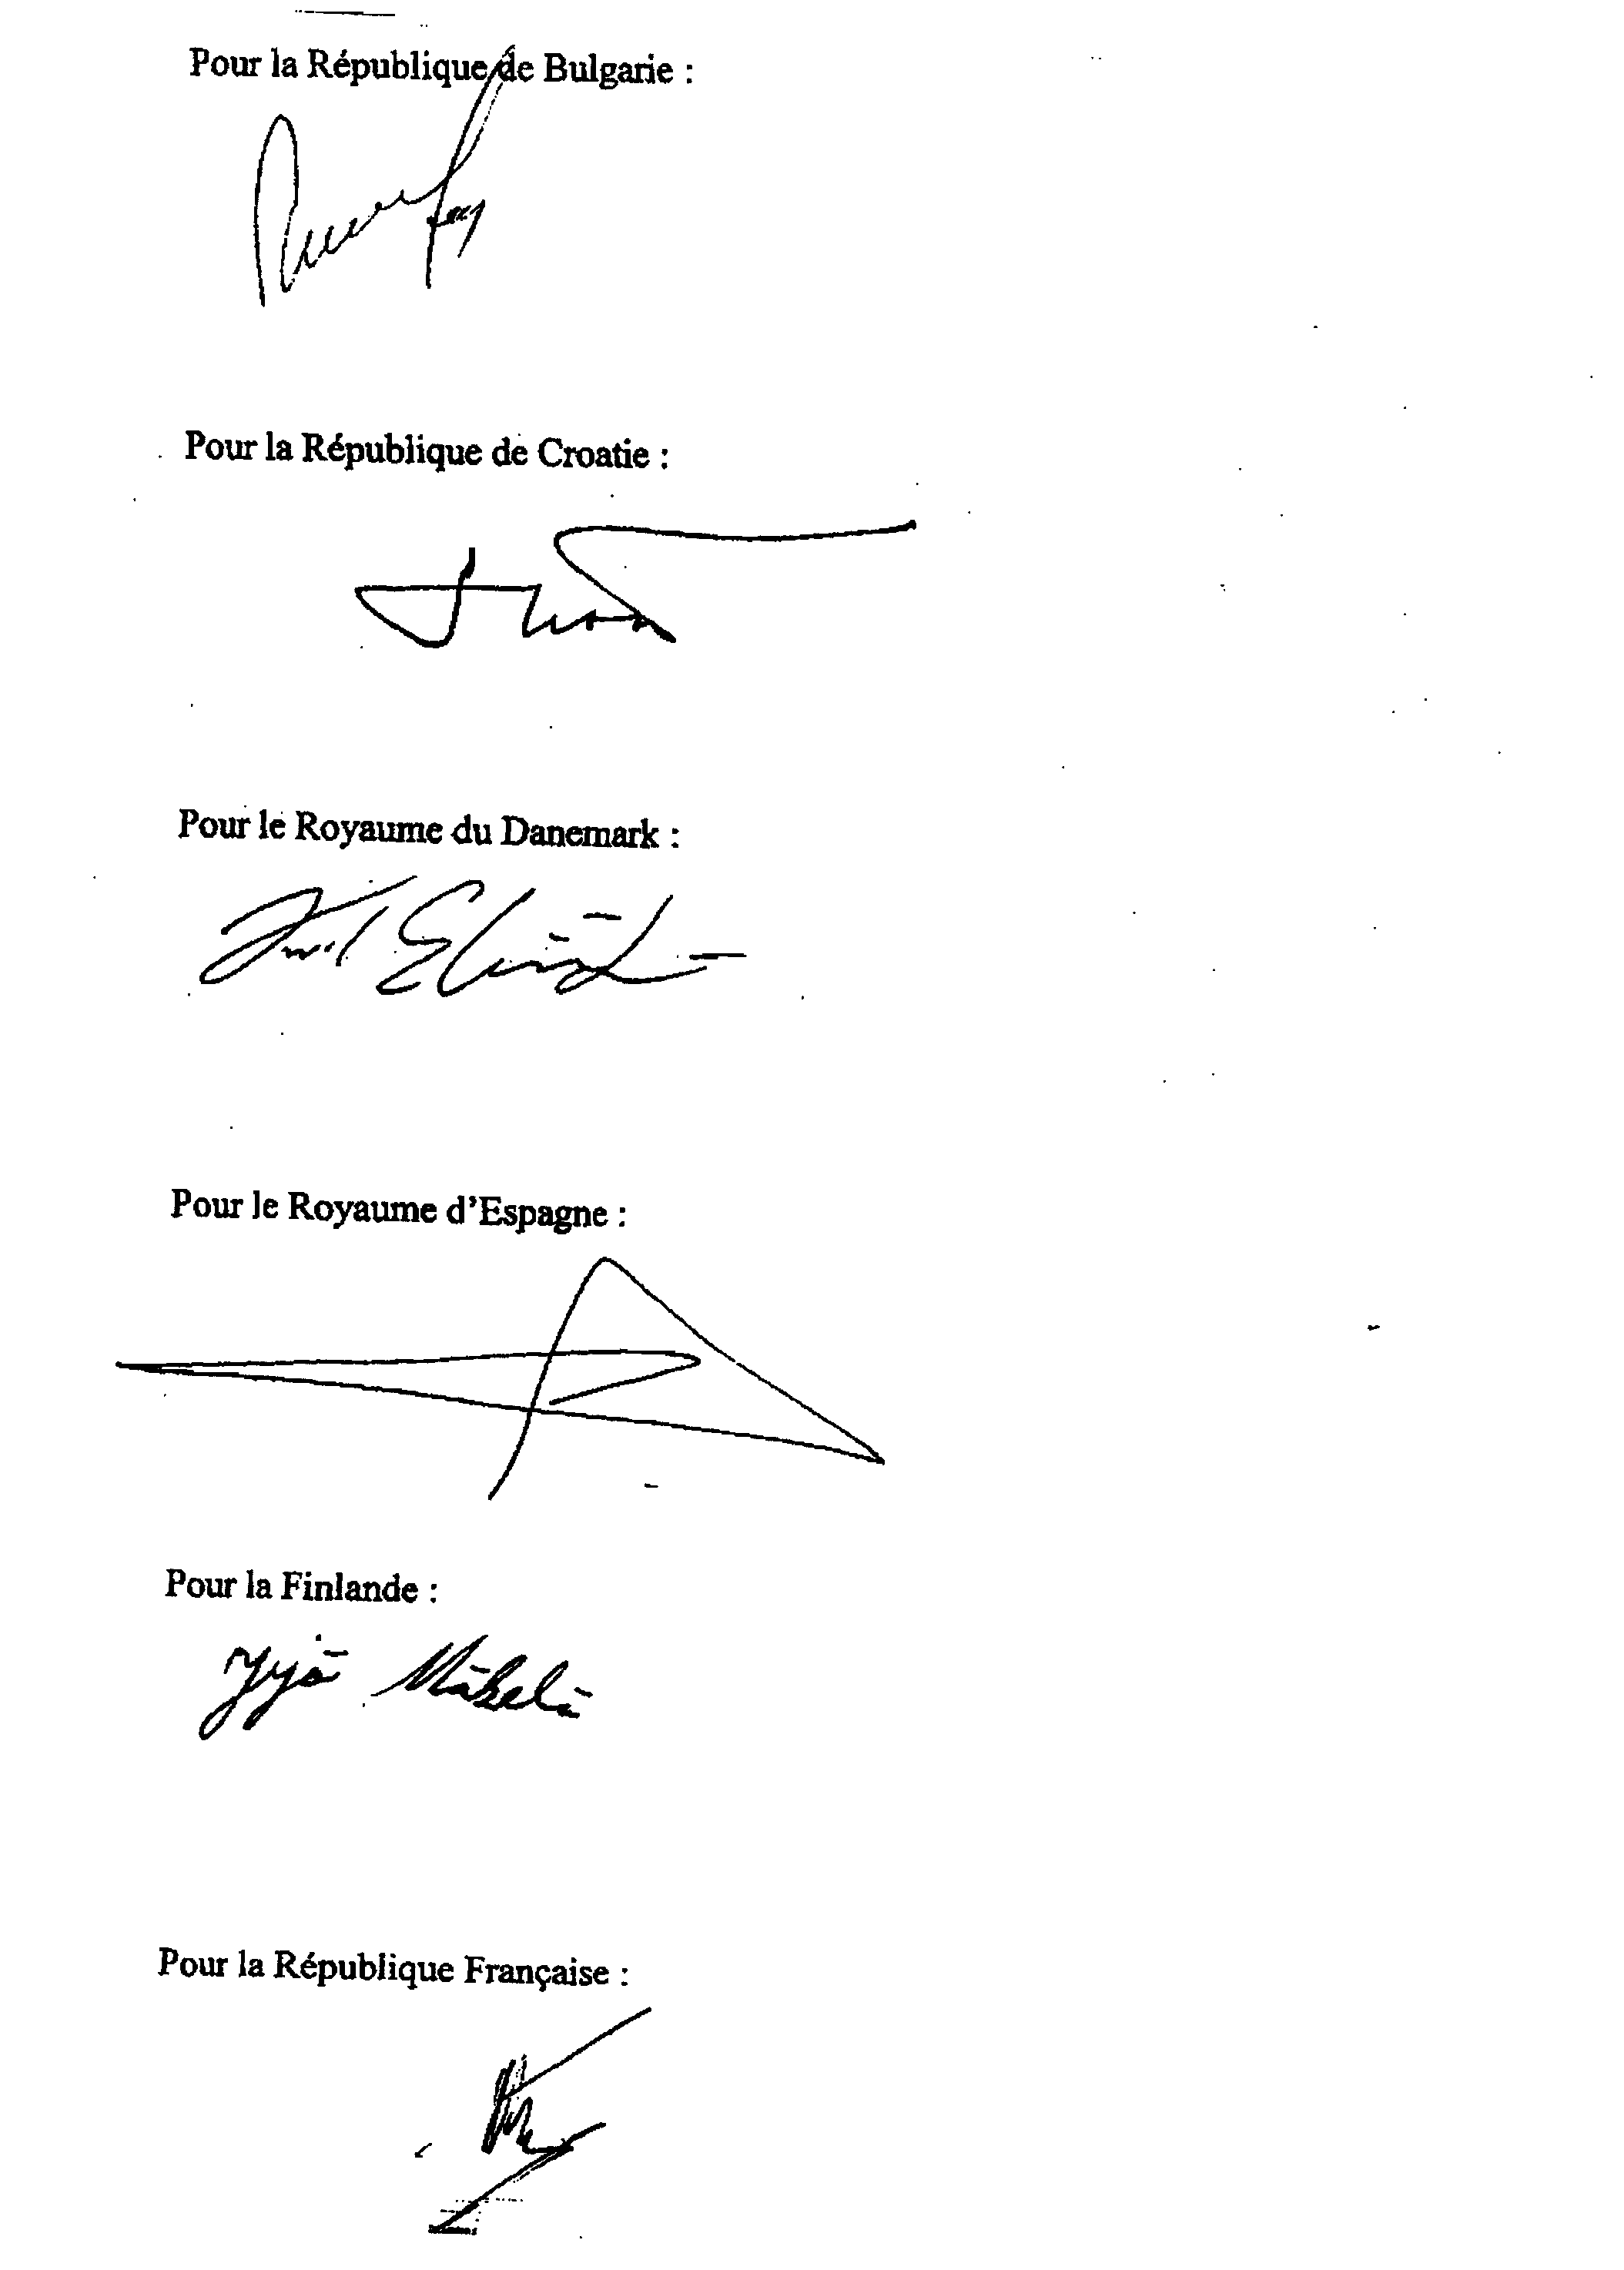 Pour la République de Bulgarie :
Pour la République de Croatie :
Pour le Royaume du Danemark :
Pour le Royaume d'Espagne :
Pour la Finlande :
Mäkelä
Pour la République Française :